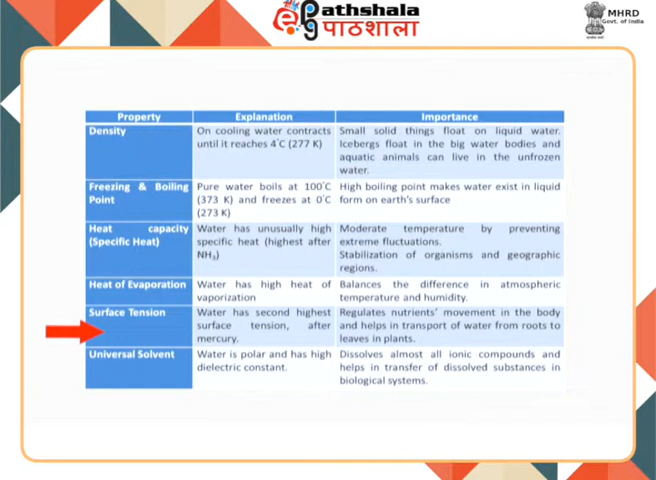 Pathshala
पाठशाला
MHRD
Govt. of India
Property Explanation Importance
Density On cooling water contracts Small solid things float on liquid water.
until it reaches 4°C (277 K) Icebergs float in the big water bodies and
aquatic animals can live in the unfrozen
water.
Freezing & Boiling Pure water boils at 100°C High boiling point makes water exist in liquid
Point (373 K) and freezes at 0°C form on earth's surface
(273 K)
Heat capacity Water has unusually high Moderate temperature by preventing
(Specific Heat) specific heat (highest after extreme fluctuations.
NH₃) Stabilization of organisms and geographic
regions.
Heat of Evaporation Water has high heat of Balances the difference in atmospheric
vaporization temperature and humidity.
Surface Tension Water has second highest Regulates nutrients' movement in the body
surface tension, after and helps in transport of water from roots to
mercury. leaves in plants.
Universal Solvent Water is polar and has high Dissolves almost all ionic compounds and
dielectric constant. helps in transfer of dissolved substances in
biological systems.